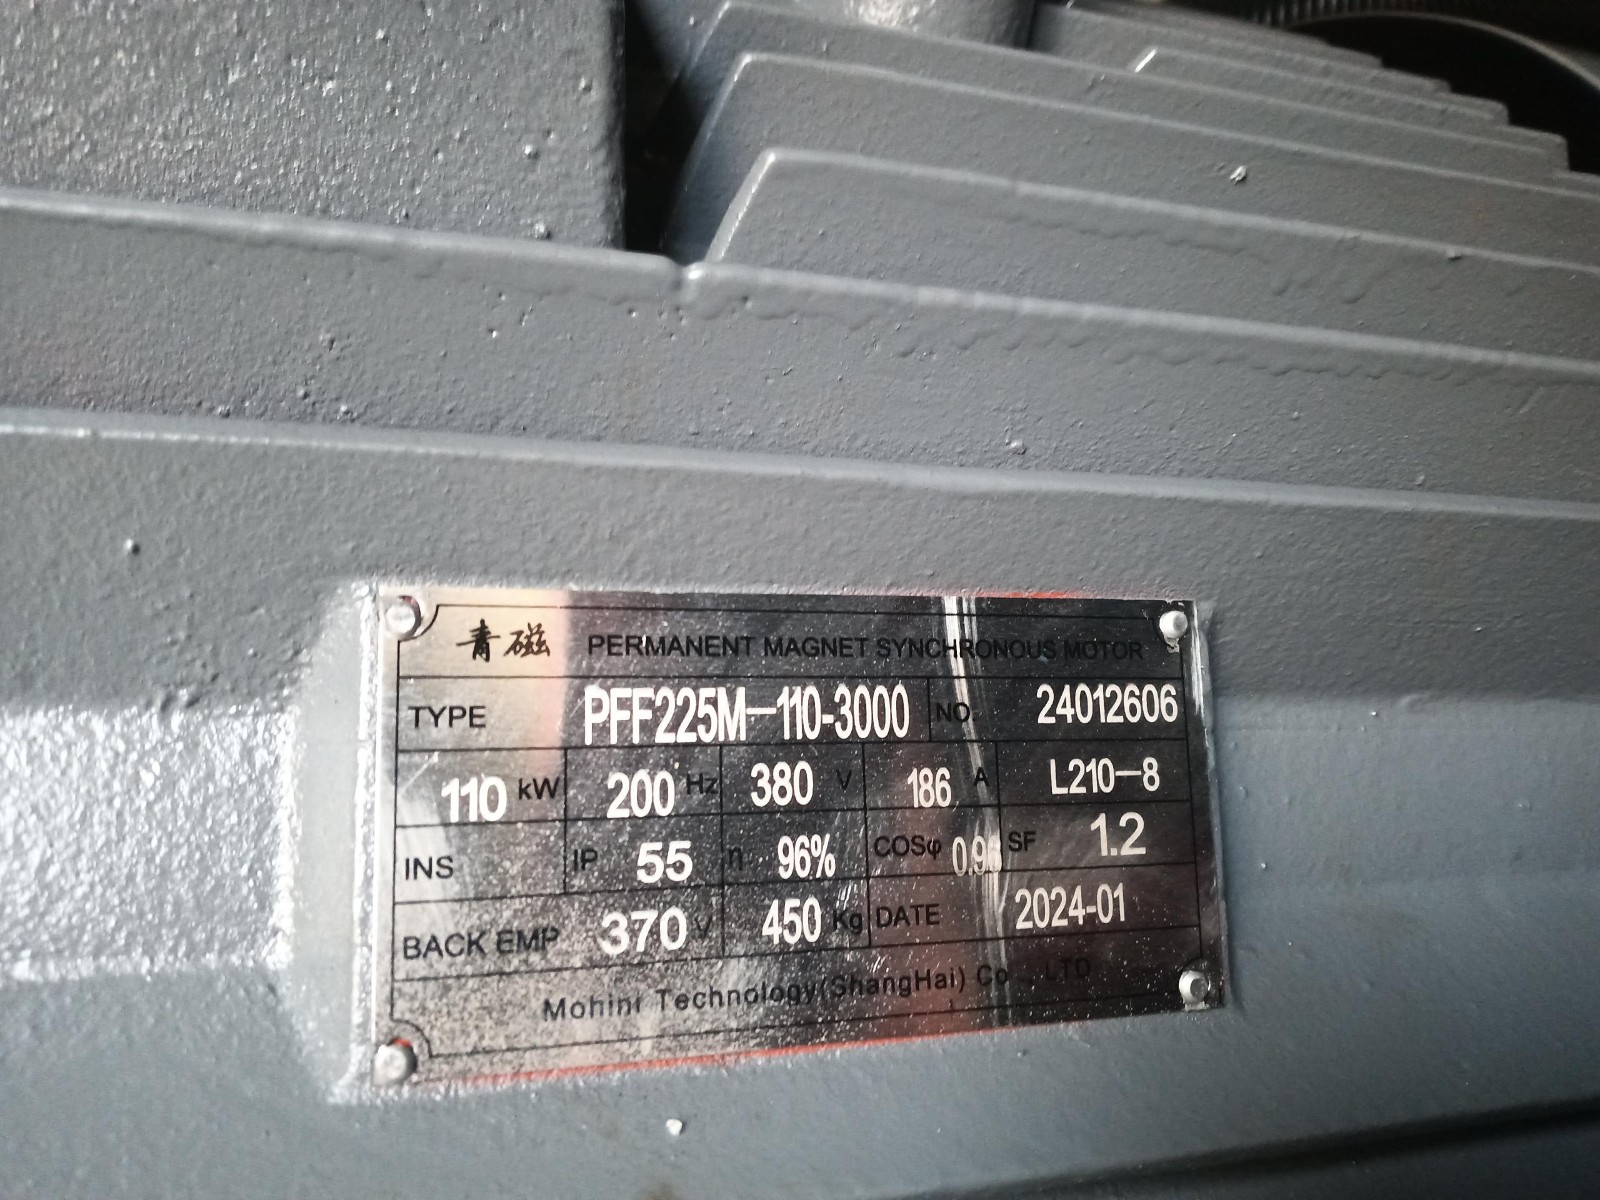 青磁 PERMANENT MAGNET SYNCHRONOUS MOTOR
TYPE PFF225M-110-3000 NO. 24012606
110 kW 200 Hz 380 V 186 A L210-8
INS IP 55 η 96% COSφ SF 1.2
BACK EMP 370 V 450 Kg DATE 2024-01
Technology(ShangHai) Co., LTD